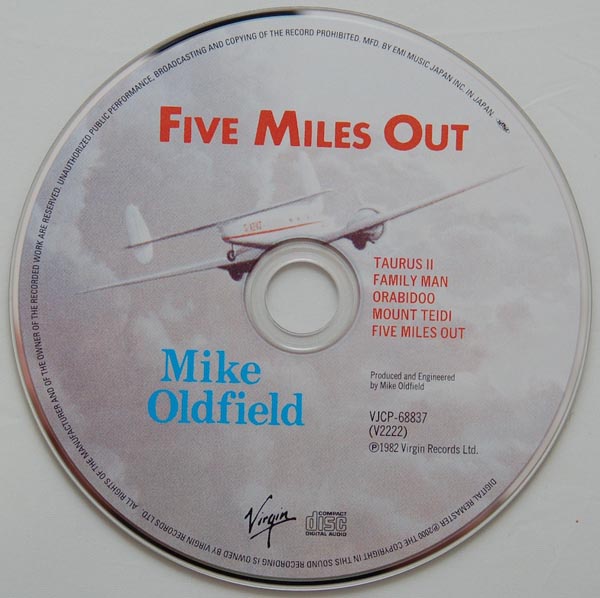 FIVE MILES OUT
TAURUS II
FAMILY MAN
ORABIDOO
MOUNT TEIDI
FIVE MILES OUT
Mike
Oldfield
Produced and Engineered
by Mike Oldfield
VJCP-68837
(V2222)
Ⓟ1982 Virgin Records Ltd.
Virgin
COMPACT
disc
DIGITAL AUDIO
DIGITAL REMASTER Ⓟ2000 THE COPYRIGHT IN THIS SOUND RECORDING IS OWNED BY VIRGIN RECORDS LTD. ALL RIGHTS OF THE MANUFACTURER AND OF THE OWNER OF THE RECORDED WORK ARE RESERVED. UNAUTHORIZED PUBLIC PERFORMANCE, BROADCASTING AND COPYING OF THE RECORD PROHIBITED. MFD. BY EMI MUSIC JAPAN INC. IN JAPAN.